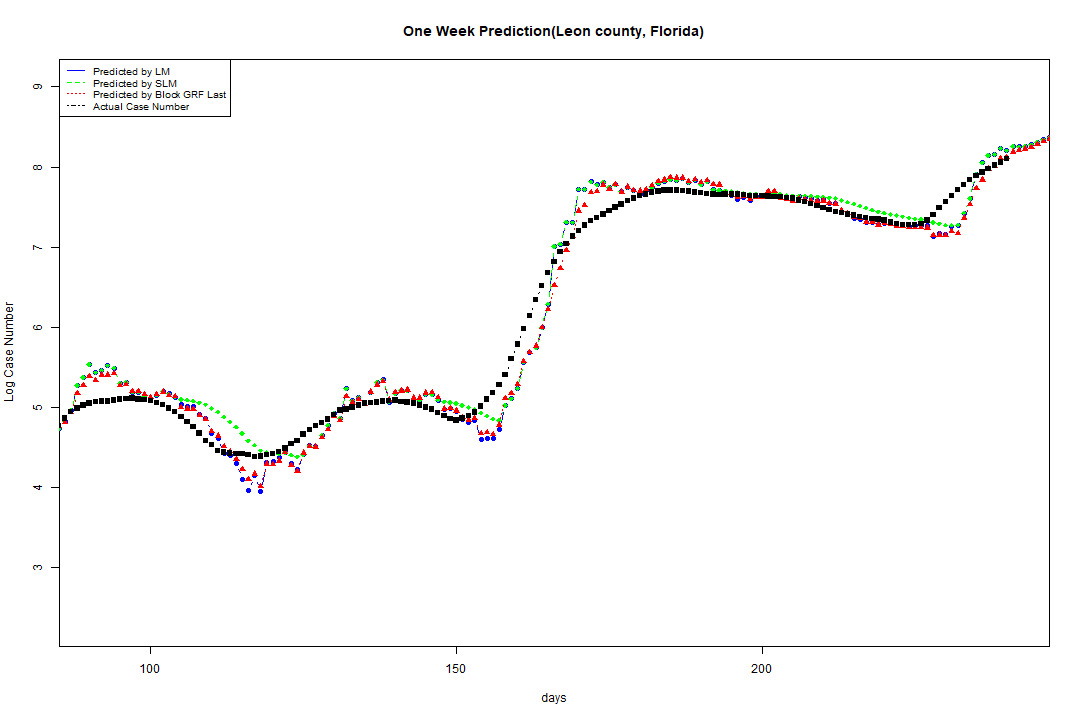 One Week Prediction(Leon county, Florida)
Predicted by LM
Predicted by SLM
Predicted by Block GRF Last
Actual Case Number
9
8
7
6
5
4
3
Log Case Number
100 150 200
days